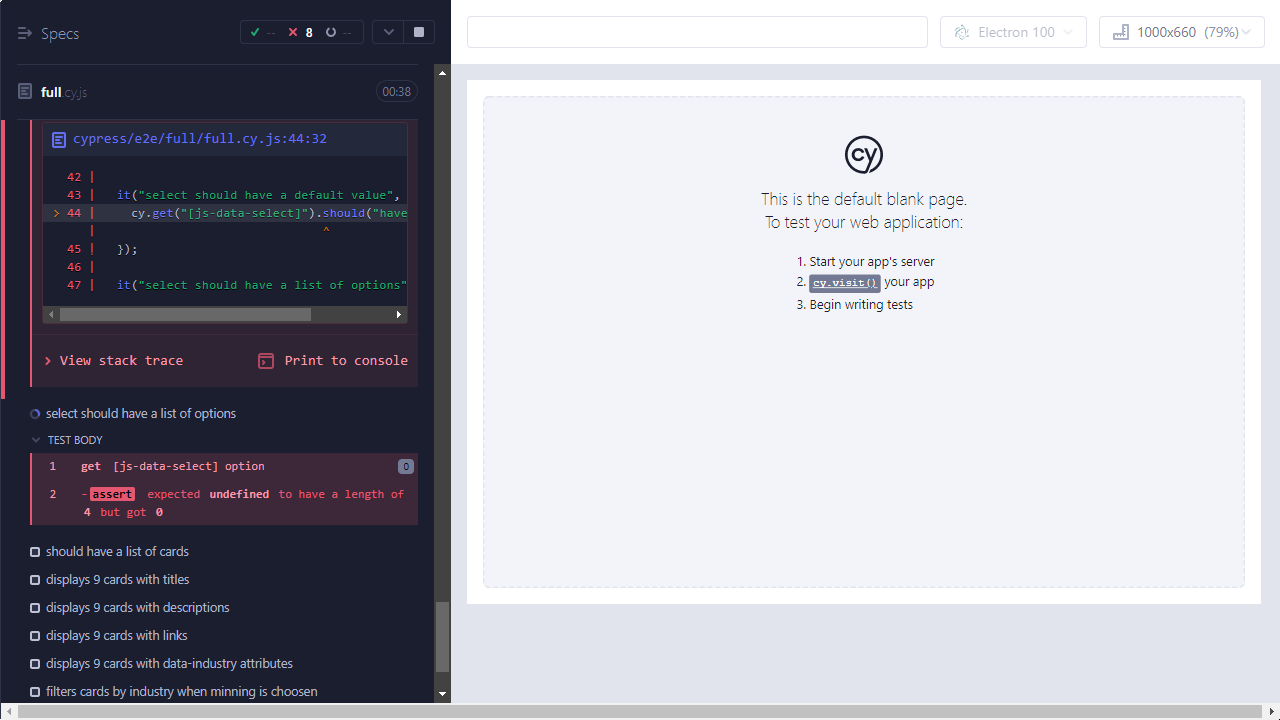 Specs
--
8
--
full.cy.js
00:38
cypress/e2e/full/full.cy.js:44:32
42 |
43 | it("select should have a default value",
> 44 | cy.get("[js-data-select]").should("have
| ^
45 | });
46 |
47 | it("select should have a list of options"
View stack trace
Print to console
select should have a list of options
TEST BODY
1 get [js-data-select] option 0
2 -assert expected undefined to have a length of
4 but got 0
should have a list of cards
displays 9 cards with titles
displays 9 cards with descriptions
displays 9 cards with links
displays 9 cards with data-industry attributes
filters cards by industry when minning is choosen
Electron 100
1000x660 (79%)
cy
This is the default blank page.
To test your web application:
1. Start your app's server
2. cy.visit() your app
3. Begin writing tests